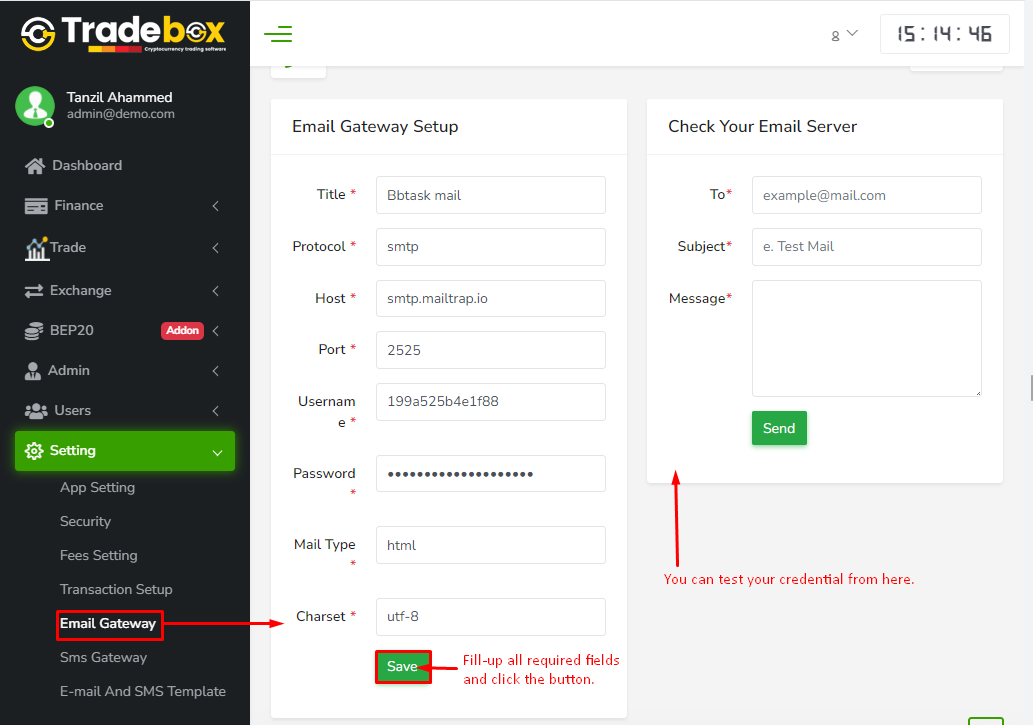 Tradebox
Cryptocurrency trading software
15:14:46
Tanzil Ahammed
admin@demo.com
Dashboard
Finance
Trade
Exchange
BEP20 Addon
Admin
Users
Setting
App Setting
Security
Fees Setting
Transaction Setup
Email Gateway
Sms Gateway
E-mail And SMS Template
Email Gateway Setup
Title * Bbtask mail
Protocol * smtp
Host * smtp.mailtrap.io
Port * 2525
Usernam
e * 199a525b4e1f88
Password
* ••••••••••••••••••••
Mail Type
* html
Charset * utf-8
Save
Fill-up all required fields
and click the button.
Check Your Email Server
To* example@mail.com
Subject* e. Test Mail
Message*
Send
You can test your credential from here.